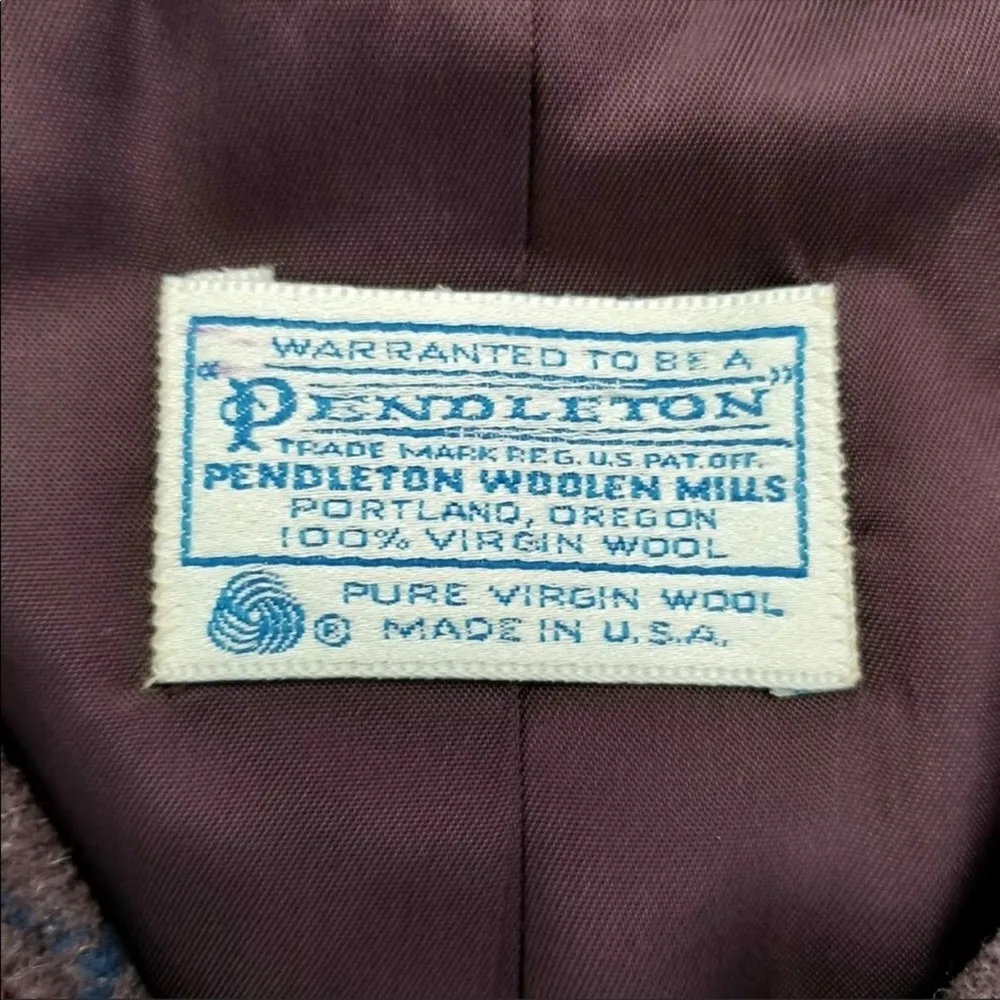 WARRANTED TO BE A
"PENDLETON"
TRADE MARK REG. U.S. PAT. OFF.
PENDLETON WOOLEN MILLS
PORTLAND, OREGON
100% VIRGIN WOOL
PURE VIRGIN WOOL
® MADE IN U.S.A.